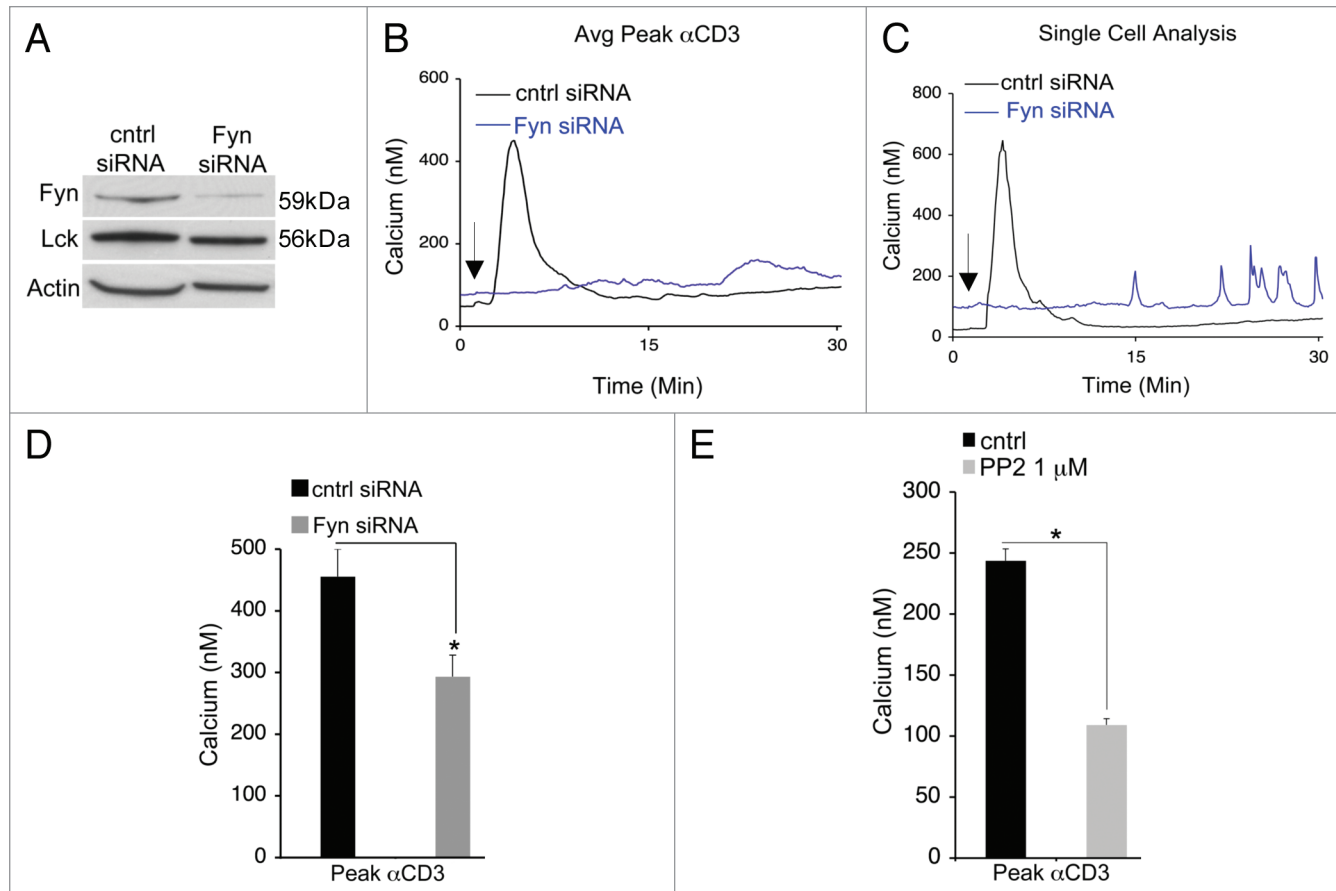 A
cntrl siRNA
Fyn siRNA
Fyn
59kDa
Lck
56kDa
Actin
B
Avg Peak αCD3
cntrl siRNA
Fyn siRNA
Calcium (nM)
600
400
200
0
0 15 30
Time (Min)
C
Single Cell Analysis
cntrl siRNA
Fyn siRNA
Calcium (nM)
800
600
400
200
0
0 15 30
Time (Min)
D
cntrl siRNA
Fyn siRNA
Calcium (nM)
500
400
300
200
100
0
*
Peak αCD3
E
cntrl
PP2 1 μM
Calcium (nM)
300
250
200
150
100
50
0
*
Peak αCD3